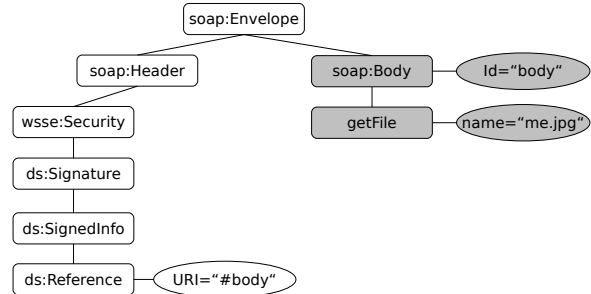 soap:Envelope
soap:Header
soap:Body
Id=“body“
wsse:Security
getFile
name=“me.jpg“
ds:Signature
ds:SignedInfo
ds:Reference
URI=“#body“